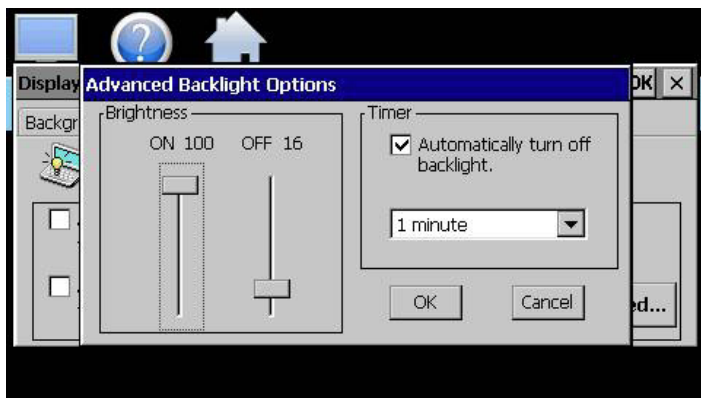 Display
Advanced Backlight Options
OK
Backgr
Brightness
ON 100 OFF 16
Timer
Automatically turn off
backlight.
1 minute
OK
Cancel
ed...